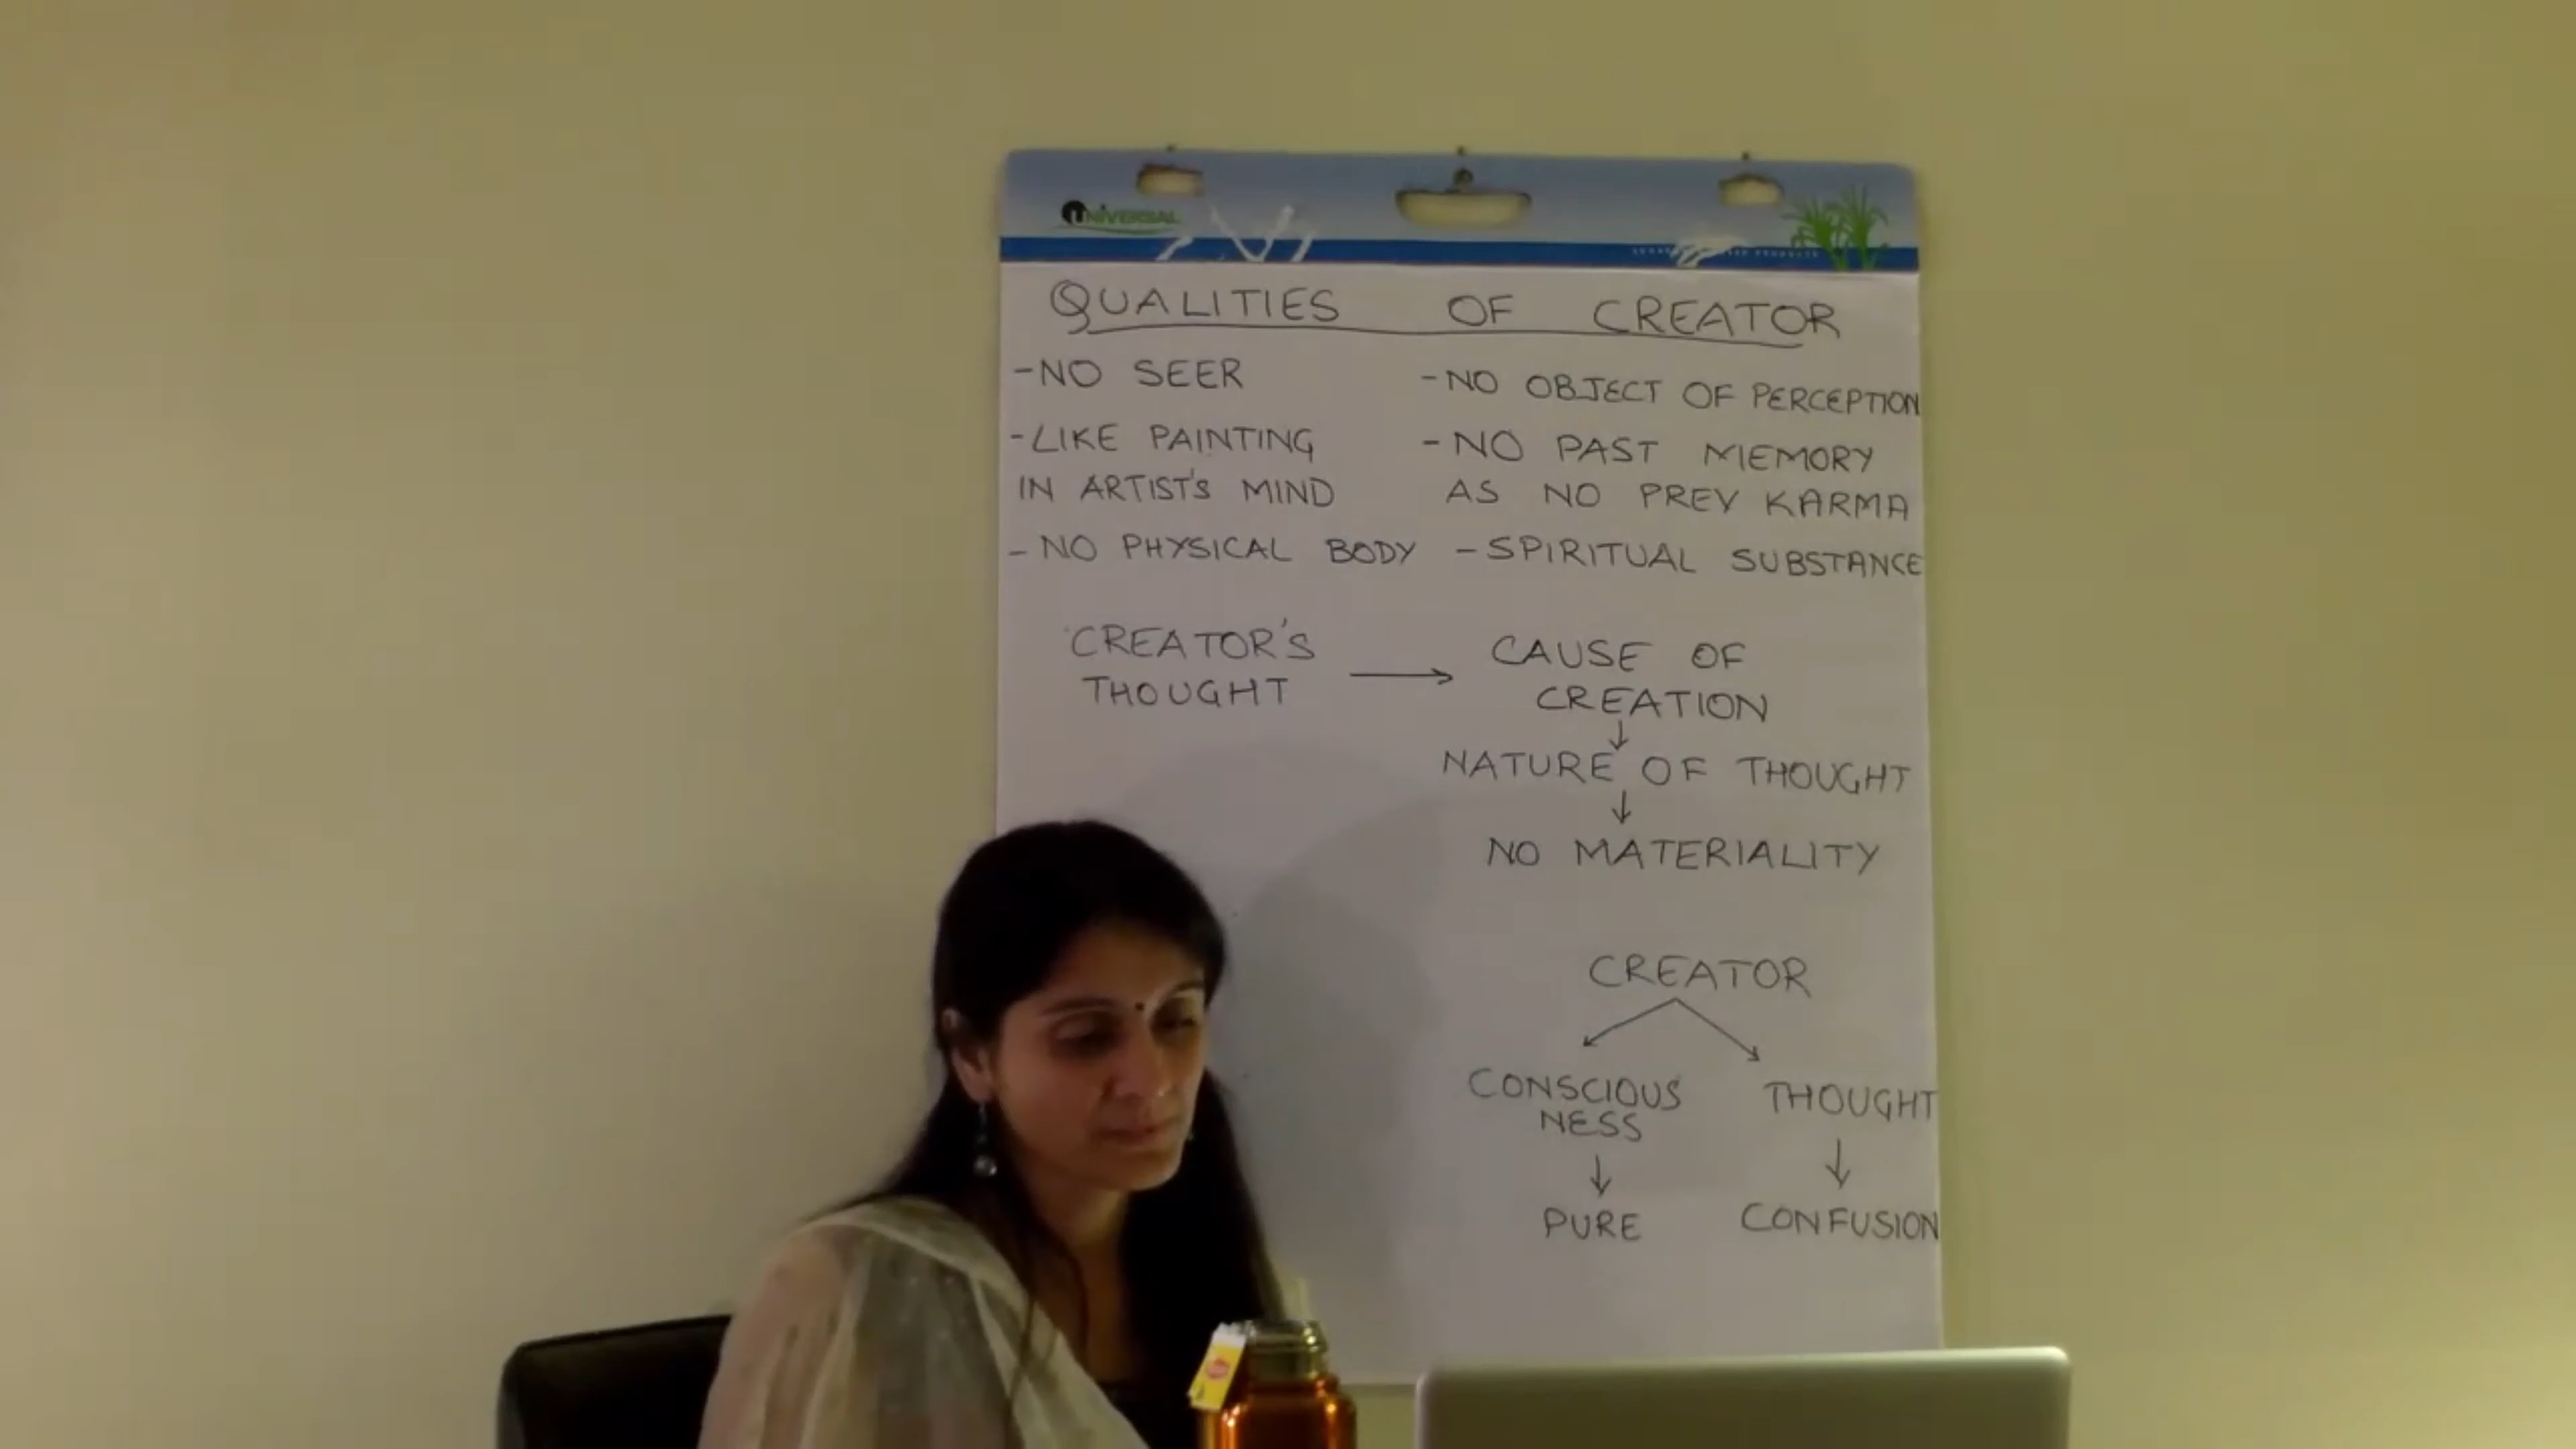 UNIVERSAL
QUALITIES OF CREATOR
-NO SEER
-NO OBJECT OF PERCEPTION
-LIKE PAINTING
IN ARTIST'S MIND
-NO PAST MEMORY
AS NO PREV KARMA
-NO PHYSICAL BODY
-SPIRITUAL SUBSTANCE
CREATOR'S
THOUGHT
→
CAUSE OF
CREATION
↓
NATURE OF THOUGHT
↓
NO MATERIALITY
CREATOR
CONSCIOUS
NESS
THOUGHT
↓
↓
PURE
CONFUSION